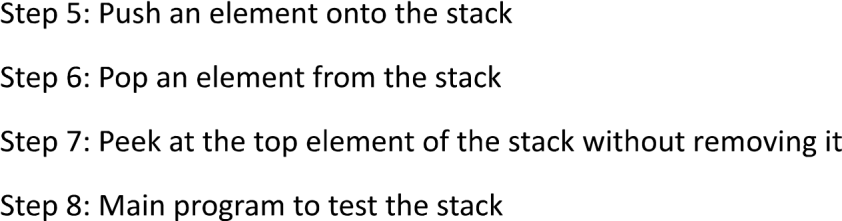 Step 5: Push an element onto the stack
Step 6: Pop an element from the stack
Step 7: Peek at the top element of the stack without removing it
Step 8: Main program to test the stack